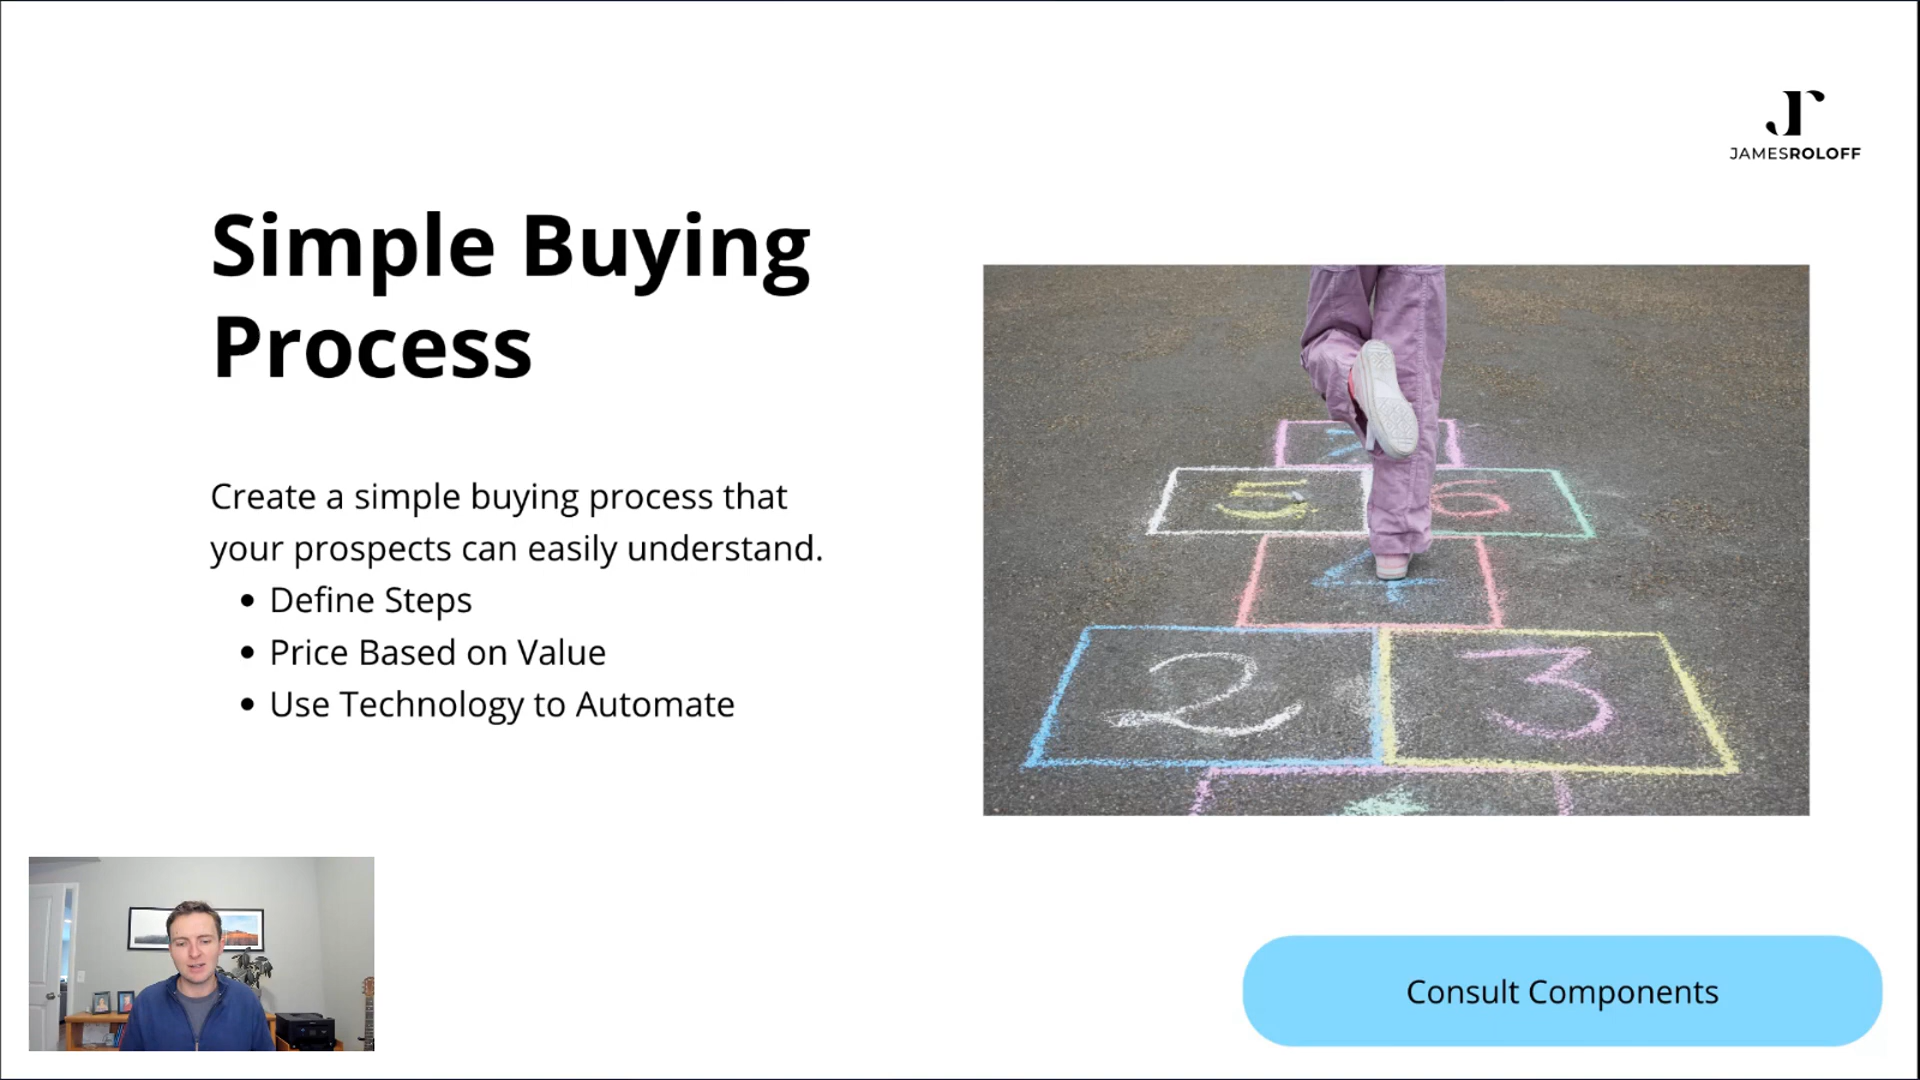 JAMESROLOFF
Simple Buying
Process
Create a simple buying process that
your prospects can easily understand.
• Define Steps
• Price Based on Value
• Use Technology to Automate
5 6
4
2 3
Consult Components